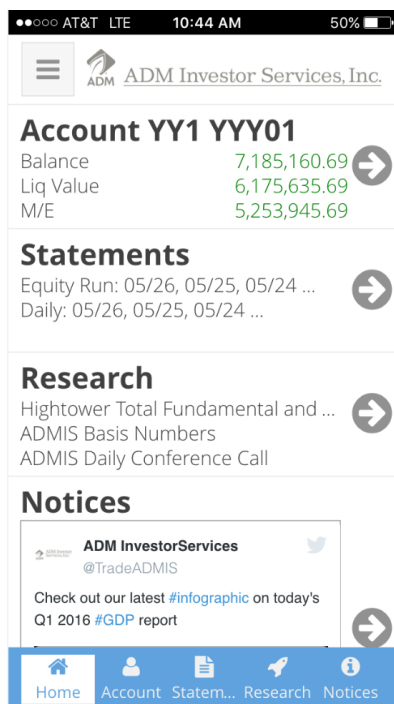 AT&T LTE 10:44 AM 50%
ADM ADM Investor Services, Inc.
Account YY1 YYY01
Balance 7,185,160.69
Liq Value 6,175,635.69
M/E 5,253,945.69
Statements
Equity Run: 05/26, 05/25, 05/24 ...
Daily: 05/26, 05/25, 05/24 ...
Research
Hightower Total Fundamental and ...
ADMIS Basis Numbers
ADMIS Daily Conference Call
Notices
ADM InvestorServices
@TradeADMIS
Check out our latest #infographic on today's
Q1 2016 #GDP report
Home Account Statem... Research Notices